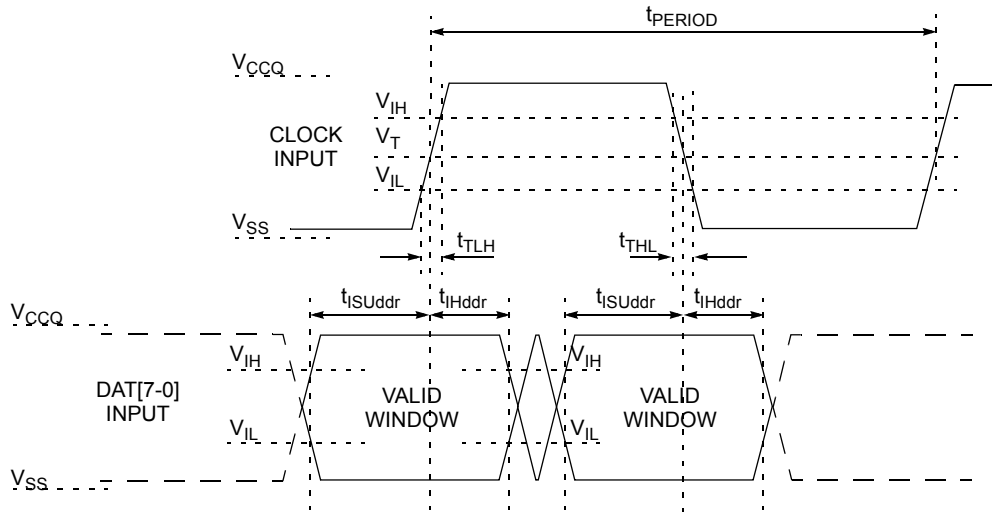 tPERIOD
VCCQ
VIH
CLOCK
INPUT
VT
VIL
VSS
tTLH
tTHL
tISUddr
tIHddr
tISUddr
tIHddr
VCCQ
VIH
VIH
DAT[7-0]
INPUT
VALID
WINDOW
VALID
WINDOW
VIL
VIL
VSS